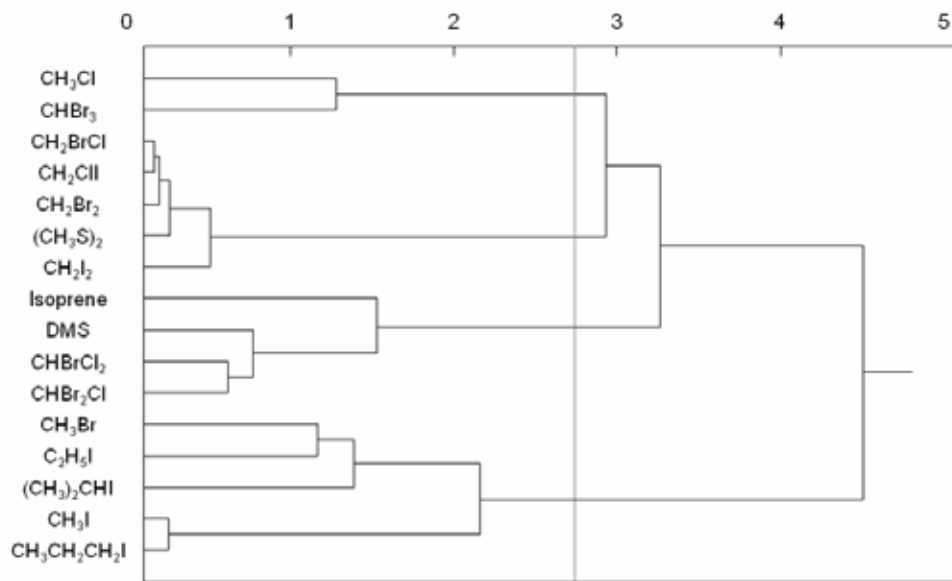 0 1 2 3 4 5
CH₃Cl
CHBr₃
CH₂BrCl
CH₂ClI
CH₂Br₂
(CH₃S)₂
CH₂I₂
Isoprene
DMS
CHBrCl₂
CHBr₂Cl
CH₃Br
C₂H₅I
(CH₃)₂CHI
CH₃I
CH₃CH₂CH₂I